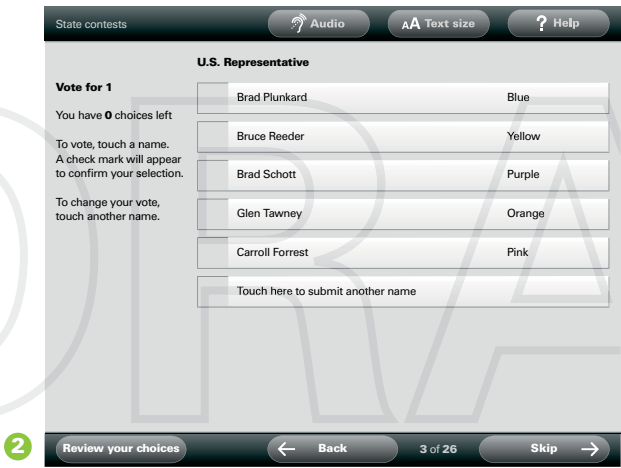 State contests
Audio
AA Text size
? Help
U.S. Representative
Vote for 1
You have 0 choices left
To vote, touch a name.
A check mark will appear
to confirm your selection.
To change your vote,
touch another name.
Brad Plunkard Blue
Bruce Reeder Yellow
Brad Schott Purple
Glen Tawney Orange
Carroll Forrest Pink
Touch here to submit another name
2
Review your choices
← Back
3 of 26
Skip →